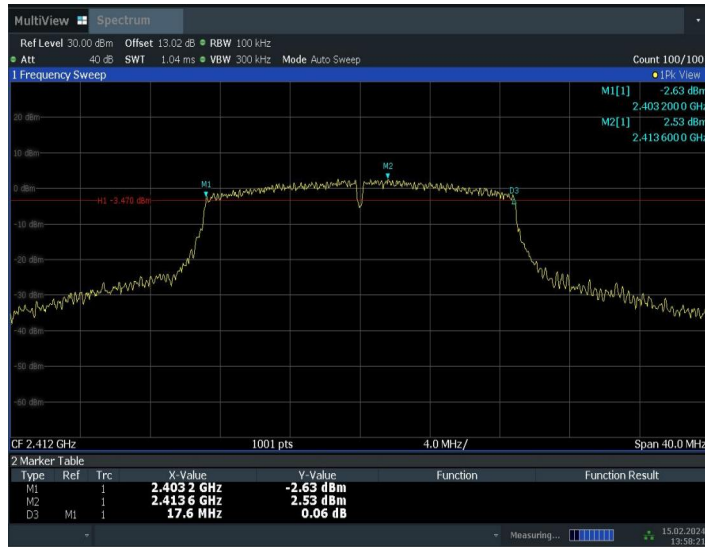 MultiView Spectrum
Ref Level 30.00 dBm Offset 13.02 dB RBW 100 kHz
Att 40 dB SWT 1.04 ms VBW 300 kHz Mode Auto Sweep Count 100/100
1 Frequency Sweep 1Pk View
M1[1] -2.63 dBm
2.403 200 0 GHz
M2[1] 2.53 dBm
2.413 600 0 GHz
20 dBm
10 dBm
M2
0 dBm M1 D3
H1 -3.470 dBm
-10 dBm
-20 dBm
-30 dBm
-40 dBm
-50 dBm
-60 dBm
CF 2.412 GHz 1001 pts 4.0 MHz/ Span 40.0 MHz
2 Marker Table
Type Ref Trc X-Value Y-Value Function Function Result
M1 1 2.403 2 GHz -2.63 dBm
M2 1 2.413 6 GHz 2.53 dBm
D3 M1 1 17.6 MHz 0.06 dB
Measuring... 15.02.2024
13:58:21